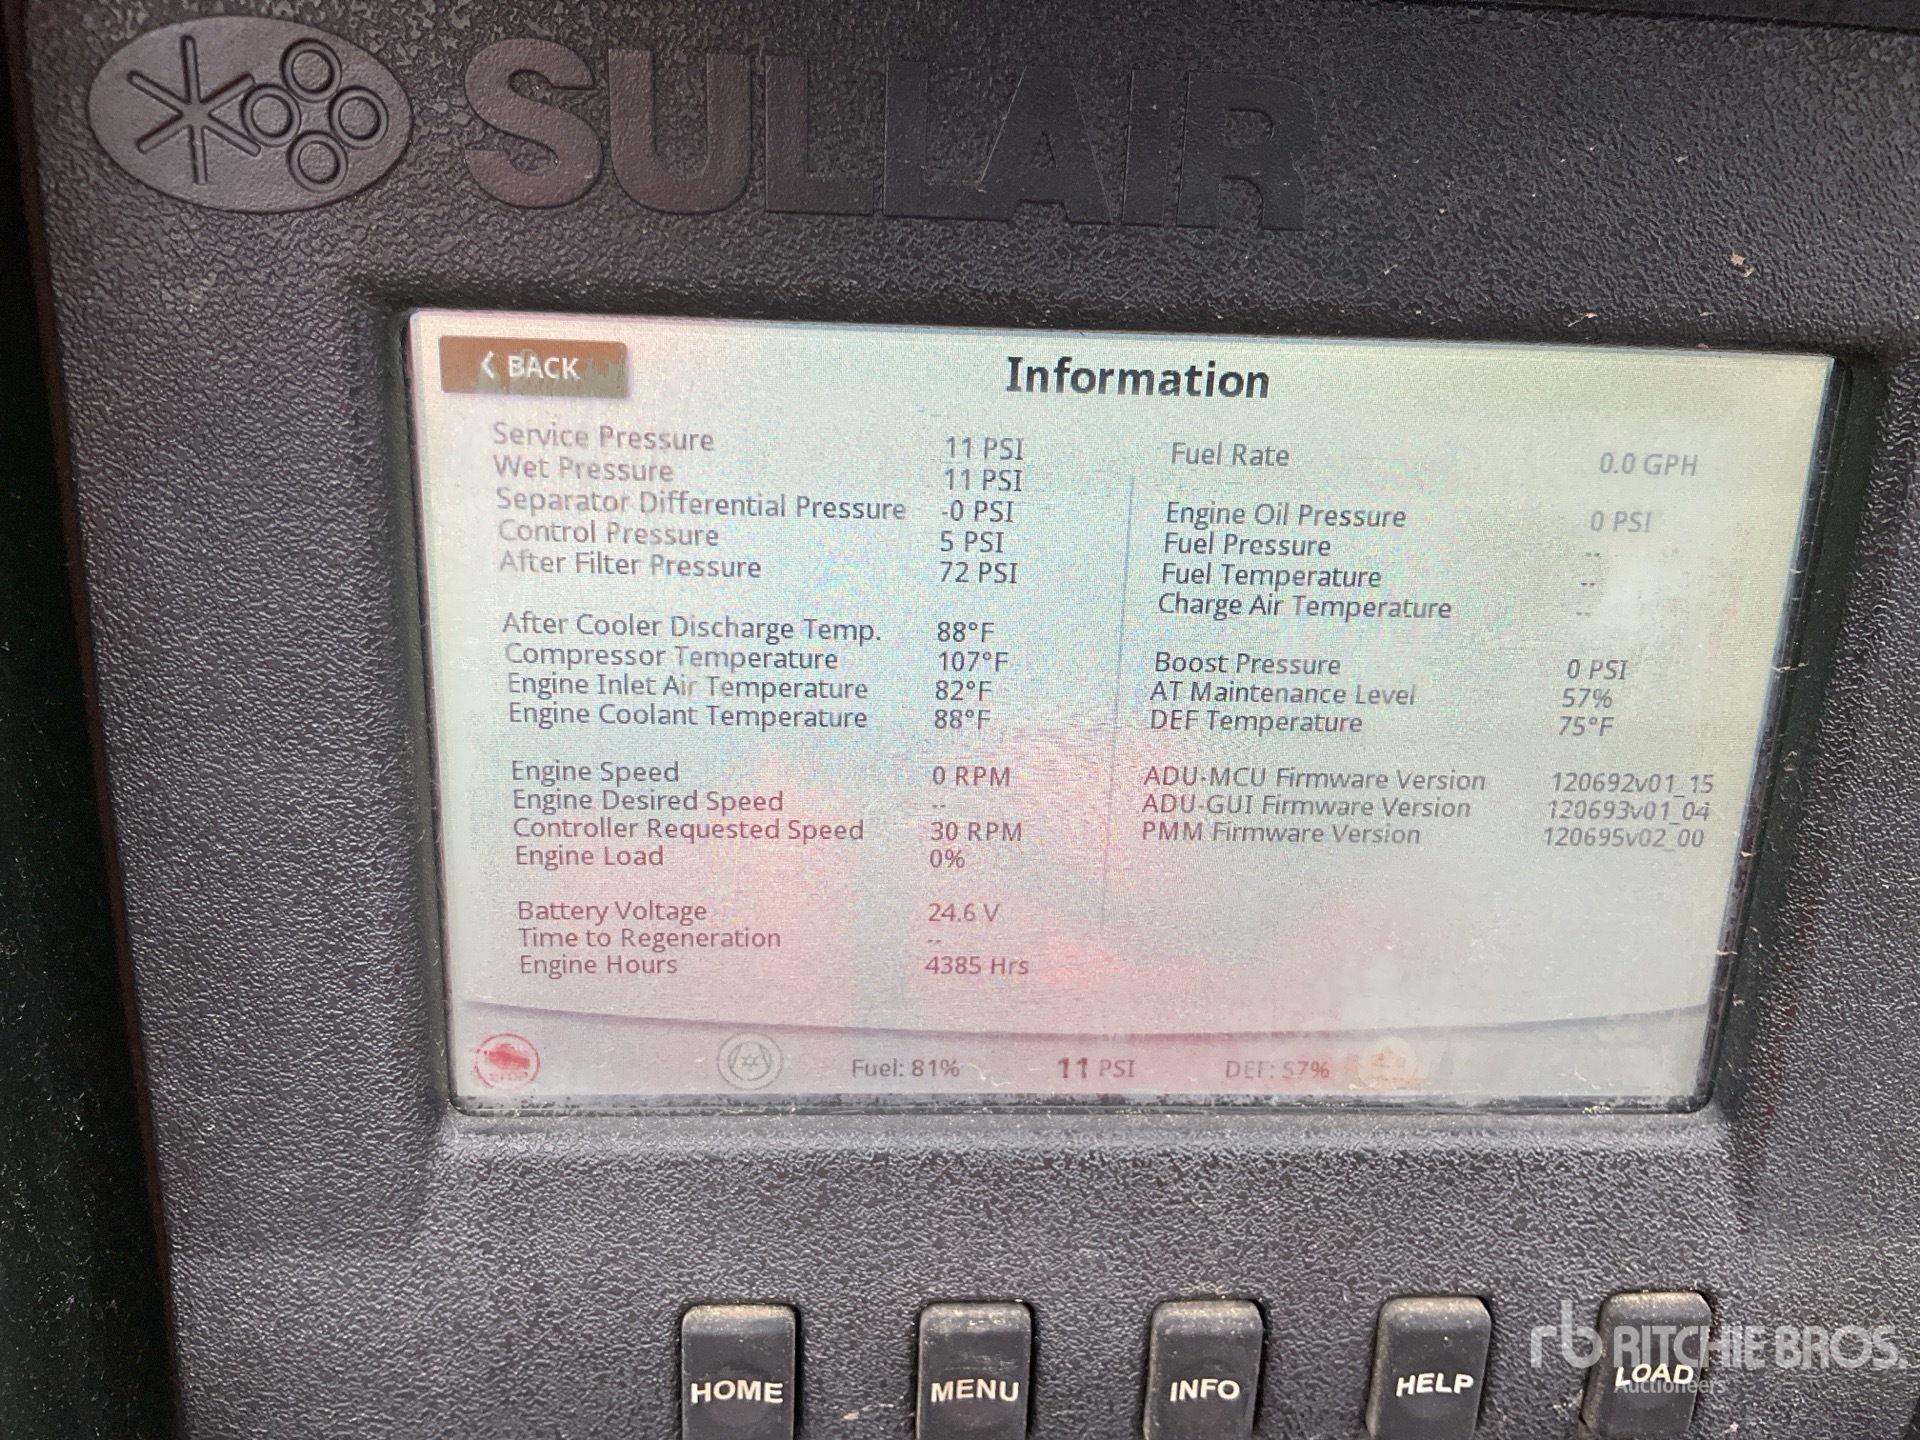 SULLAIR
BACK
Information
Service Pressure 11 PSI
Wet Pressure 11 PSI
Separator Differential Pressure -0 PSI
Control Pressure 5 PSI
After Filter Pressure 72 PSI
After Cooler Discharge Temp. 88°F
Compressor Temperature 107°F
Engine Inlet Air Temperature 82°F
Engine Coolant Temperature 88°F
Engine Speed 0 RPM
Engine Desired Speed --
Controller Requested Speed 30 RPM
Engine Load 0%
Battery Voltage 24.6 V
Time to Regeneration --
Engine Hours 4385 Hrs
Fuel Rate 0.0 GPH
Engine Oil Pressure 0 PSI
Fuel Pressure --
Fuel Temperature --
Charge Air Temperature --
Boost Pressure 0 PSI
AT Maintenance Level 57%
DEF Temperature 75°F
ADU-MCU Firmware Version 120692v01_15
ADU-GUI Firmware Version 120693v01_04
PMM Firmware Version 120695v02_00
STOP Fuel: 81% 11 PSI DEF: 57%
HOME MENU INFO HELP LOAD
rb RITCHIE BROS.
Auctioneers